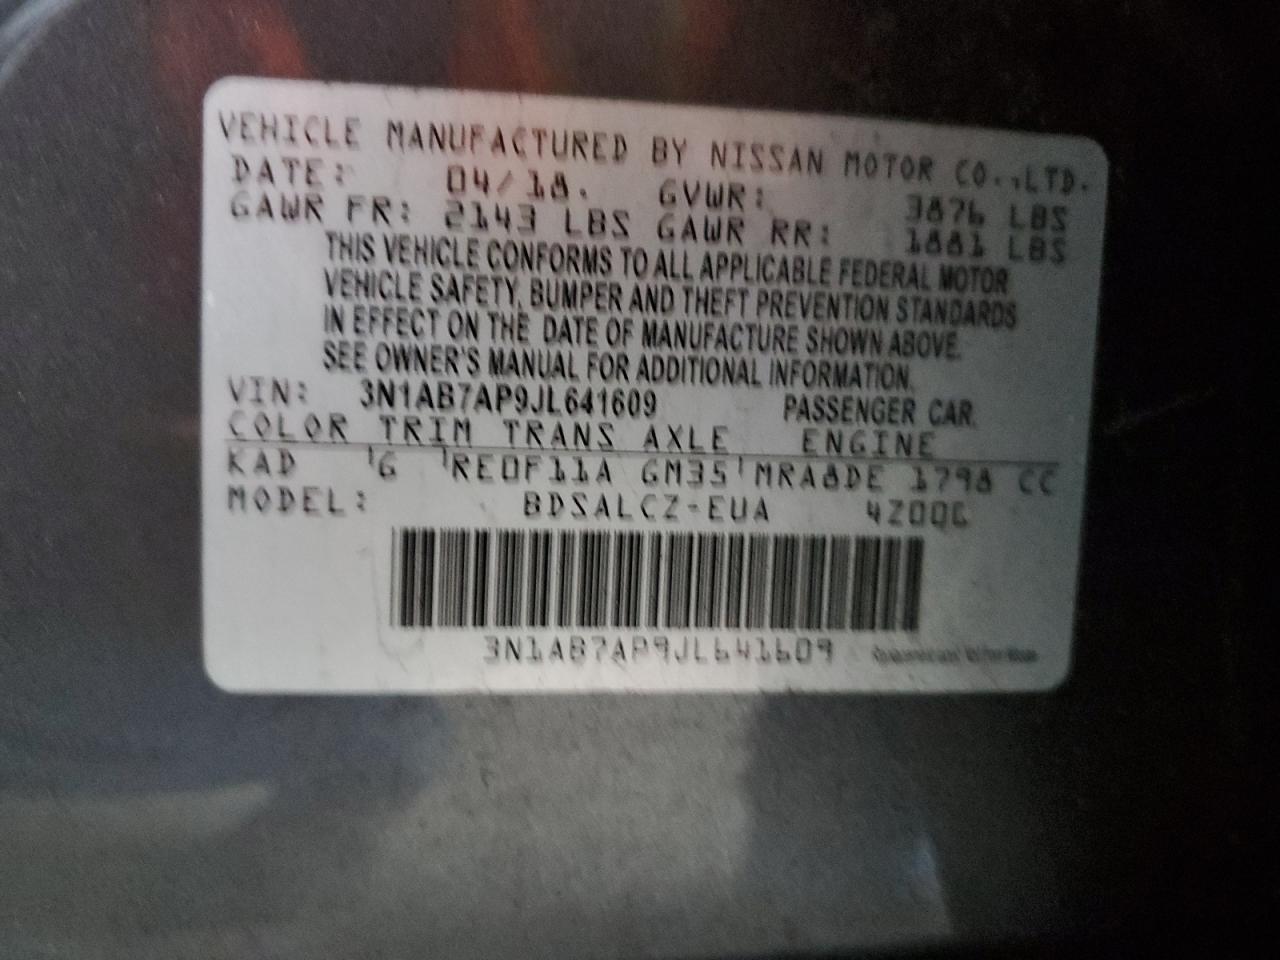 VEHICLE MANUFACTURED BY NISSAN MOTOR CO.,LTD.
DATE: 04/18. GVWR: 3876 LBS
GAWR FR: 2143 LBS GAWR RR: 1881 LBS
THIS VEHICLE CONFORMS TO ALL APPLICABLE FEDERAL MOTOR
VEHICLE SAFETY, BUMPER AND THEFT PREVENTION STANDARDS
IN EFFECT ON THE DATE OF MANUFACTURE SHOWN ABOVE.
SEE OWNER'S MANUAL FOR ADDITIONAL INFORMATION.
VIN: 3N1AB7AP9JL641609 PASSENGER CAR.
COLOR TRIM TRANS AXLE ENGINE
KAD G RE0F11A GM35 MRA8DE 1798 CC
MODEL: BDSALCZ-EUA 4Z00C
3N1AB7AP9JL641609